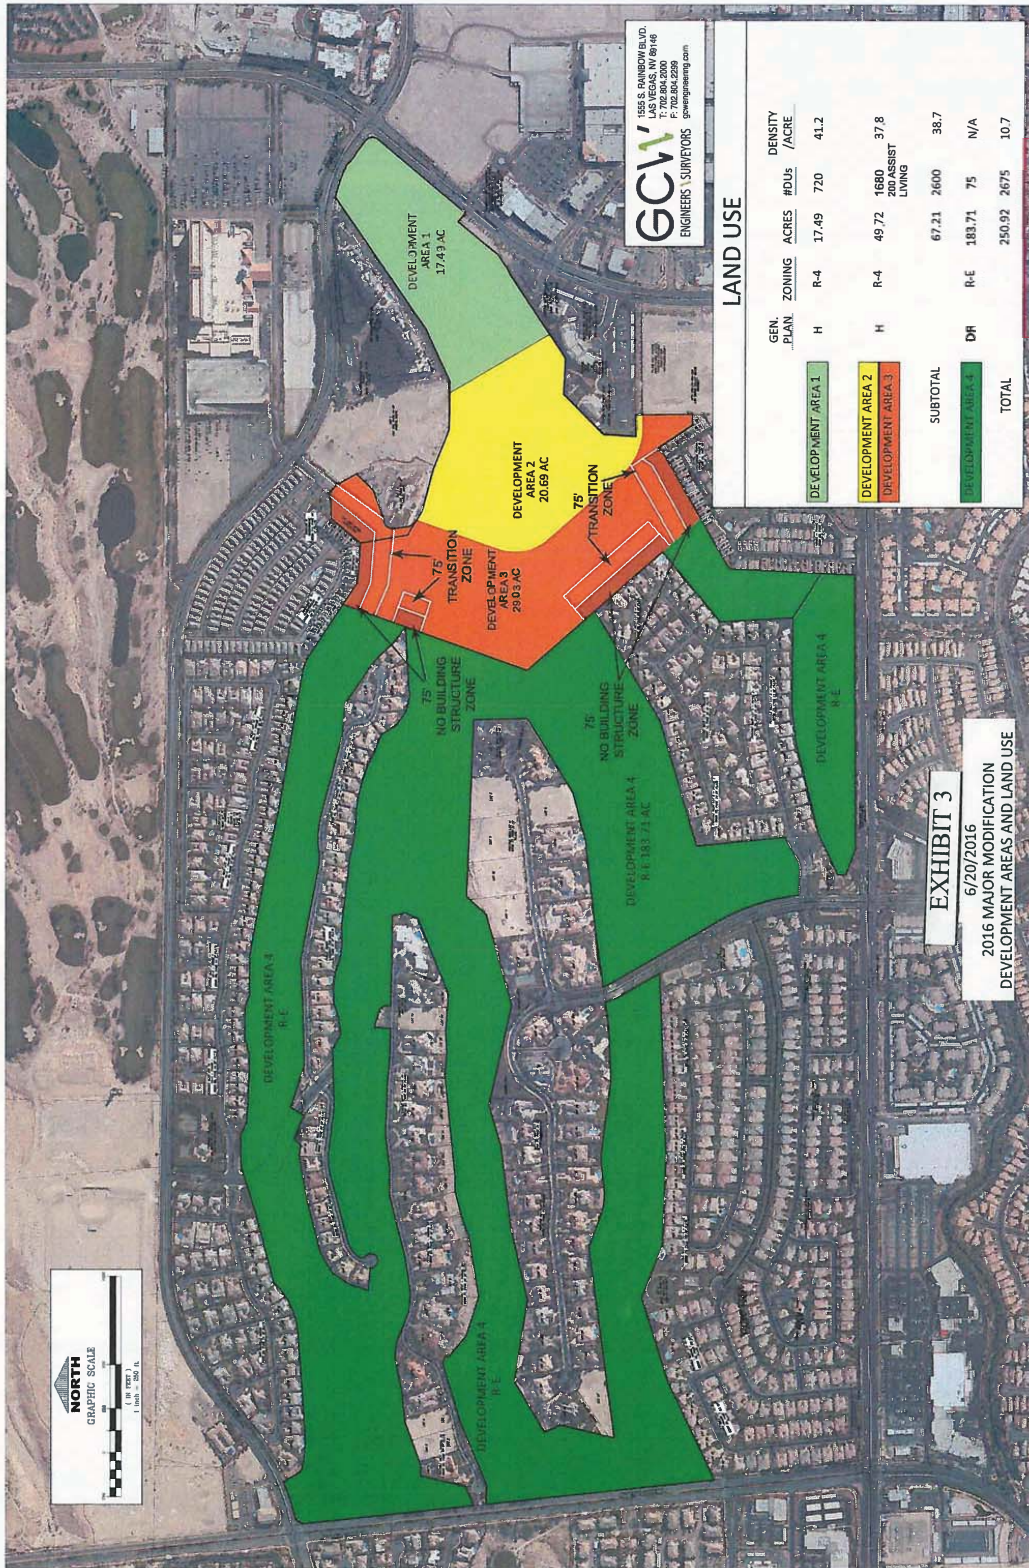 NORTH
GRAPHIC SCALE
( IN FEET )
1 inch = 250 ft
DEVELOPMENT
AREA 1
17.49 AC
DEVELOPMENT
AREA 2
20.69 AC
75'
TRANSITION
ZONE
75'
TRANSITION
ZONE
DEVELOPMENT
AREA 3
29.03 AC
75'
NO BUILDING
STRUCTURE
ZONE
75'
NO BUILDING
STRUCTURE
ZONE
DEVELOPMENT AREA 4
R-E
DEVELOPMENT AREA 4
R-E 183.71 AC
DEVELOPMENT AREA 4
R-E
DEVELOPMENT AREA 4
R-E
GCW
ENGINEERS \ SURVEYORS
1555 S. RAINBOW BLVD.
LAS VEGAS, NV 89146
T: 702.804.2000
F: 702.804.2299
gcwengineering.com
LAND USE
GEN. PLAN ZONING ACRES #DUs DENSITY /ACRE
DEVELOPMENT AREA 1 H R-4 17.49 720 41.2
DEVELOPMENT AREA 2
DEVELOPMENT AREA 3
H R-4 49.72 1680 37.8
200 ASSIST
LIVING
SUBTOTAL 67.21 2600 38.7
DEVELOPMENT AREA 4 R-E 183.71 75 N/A
TOTAL 250.92 2675 10.7
EXHIBIT 3
6/20/2016
2016 MAJOR MODIFICATION
DEVELOPMENT AREAS AND LAND USE